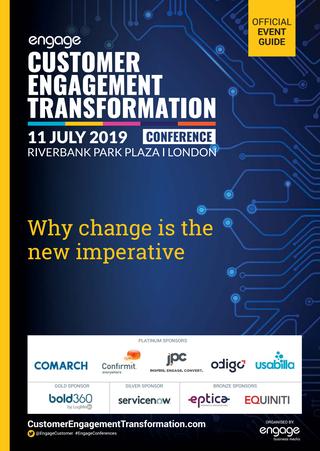 OFFICIAL
EVENT
GUIDE
engage
CUSTOMER
ENGAGEMENT
TRANSFORMATION
11 JULY 2019 CONFERENCE
RIVERBANK PARK PLAZA I LONDON
Why change is the
new imperative
PLATINUM SPONSORS
COMARCH
Confirmit
everywhere
jpc
INSPIRE. ENGAGE. CONVERT.
odigo
usabilla
GOLD SPONSOR
SILVER SPONSOR
BRONZE SPONSORS
bold360
by LogMeIn
servicenow
eptica
EQUINITI
CustomerEngagementTransformation.com
@EngageCustomer #EngageConferences
ORGANISED BY:
engage
business media